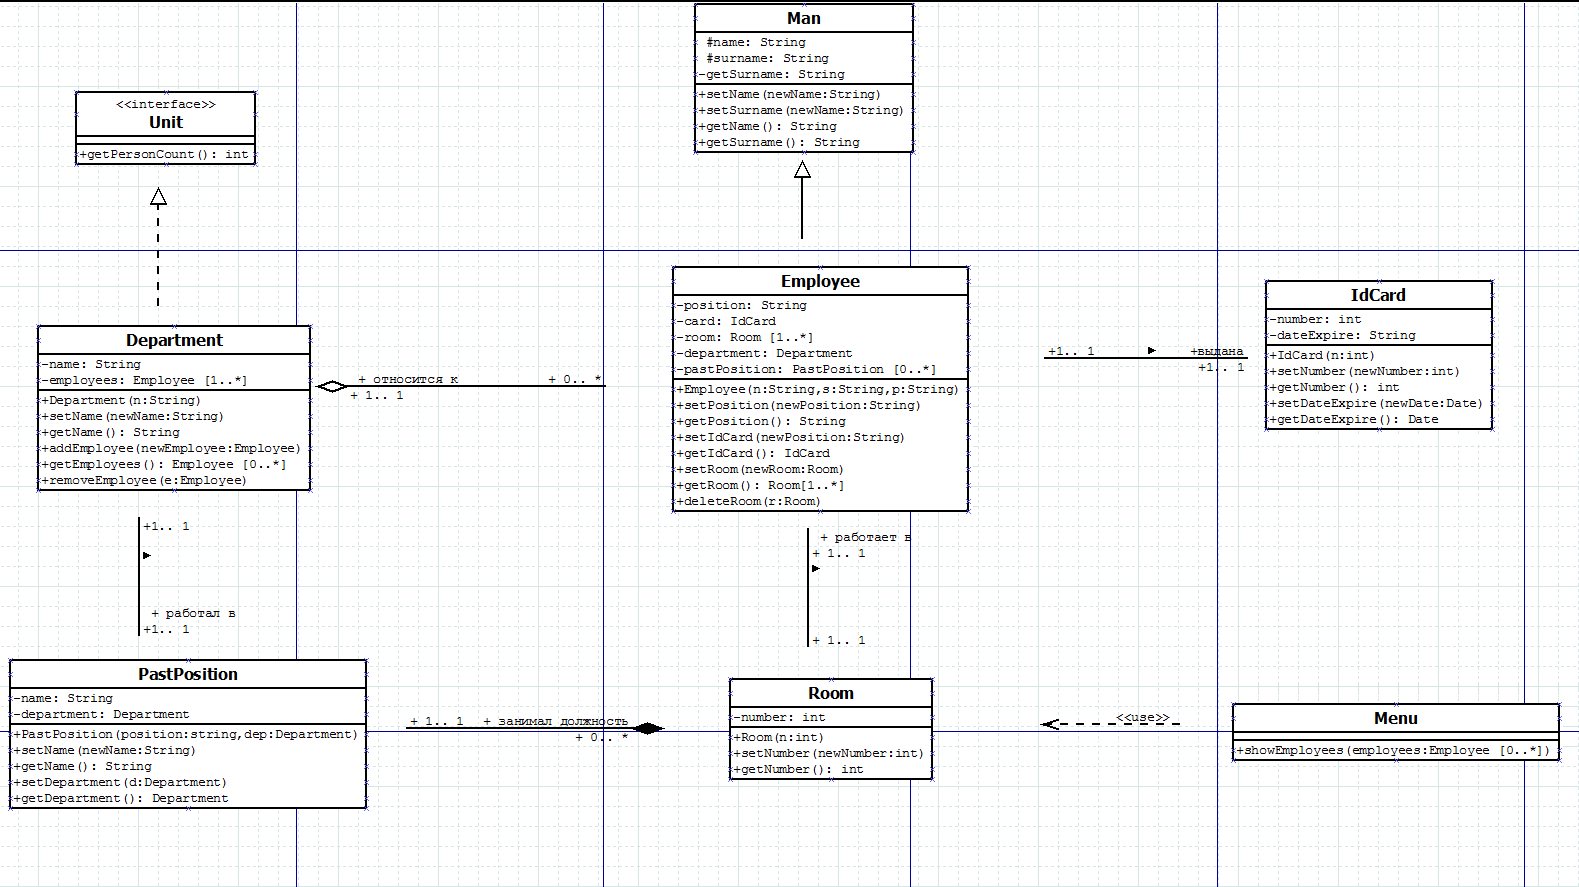 Man
#name: String
#surname: String
-getSurname: String
+setName(newName:String)
+setSurname(newName:String)
+getName(): String
+getSurname(): String
<<interface>>
Unit
+getPersonCount(): int
Employee
-position: String
-card: IdCard
-room: Room [1..*]
-department: Department
-pastPosition: PastPosition [0..*]
+Employee(n:String,s:String,p:String)
+setPosition(newPosition:String)
+getPosition(): String
+setIdCard(newPosition:String)
+getIdCard(): IdCard
+setRoom(newRoom:Room)
+getRoom(): Room[1..*]
+deleteRoom(r:Room)
IdCard
-number: int
-dateExpire: String
+IdCard(n:int)
+setNumber(newNumber:int)
+getNumber(): int
+setDateExpire(newDate:Date)
+getDateExpire(): Date
Department
-name: String
-employees: Employee [1..*]
+Department(n:String)
+setName(newName:String)
+getName(): String
+addEmployee(newEmployee:Employee)
+getEmployees(): Employee [0..*]
+removeEmployee(e:Employee)
+ относится к
+ 0.. *
+ 1.. 1
+1.. 1
+выдана
+1.. 1
+1.. 1
+ работал в
+1.. 1
+ работает в
+ 1.. 1
+ 1.. 1
PastPosition
-name: String
-department: Department
+PastPosition(position:string,dep:Department)
+setName(newName:String)
+getName(): String
+setDepartment(d:Department)
+getDepartment(): Department
+ 1.. 1
+ занимал должность
+ 0.. *
Room
-number: int
+Room(n:int)
+setNumber(newNumber:int)
+getNumber(): int
<<use>>
Menu
+showEmployees(employees:Employee [0..*])